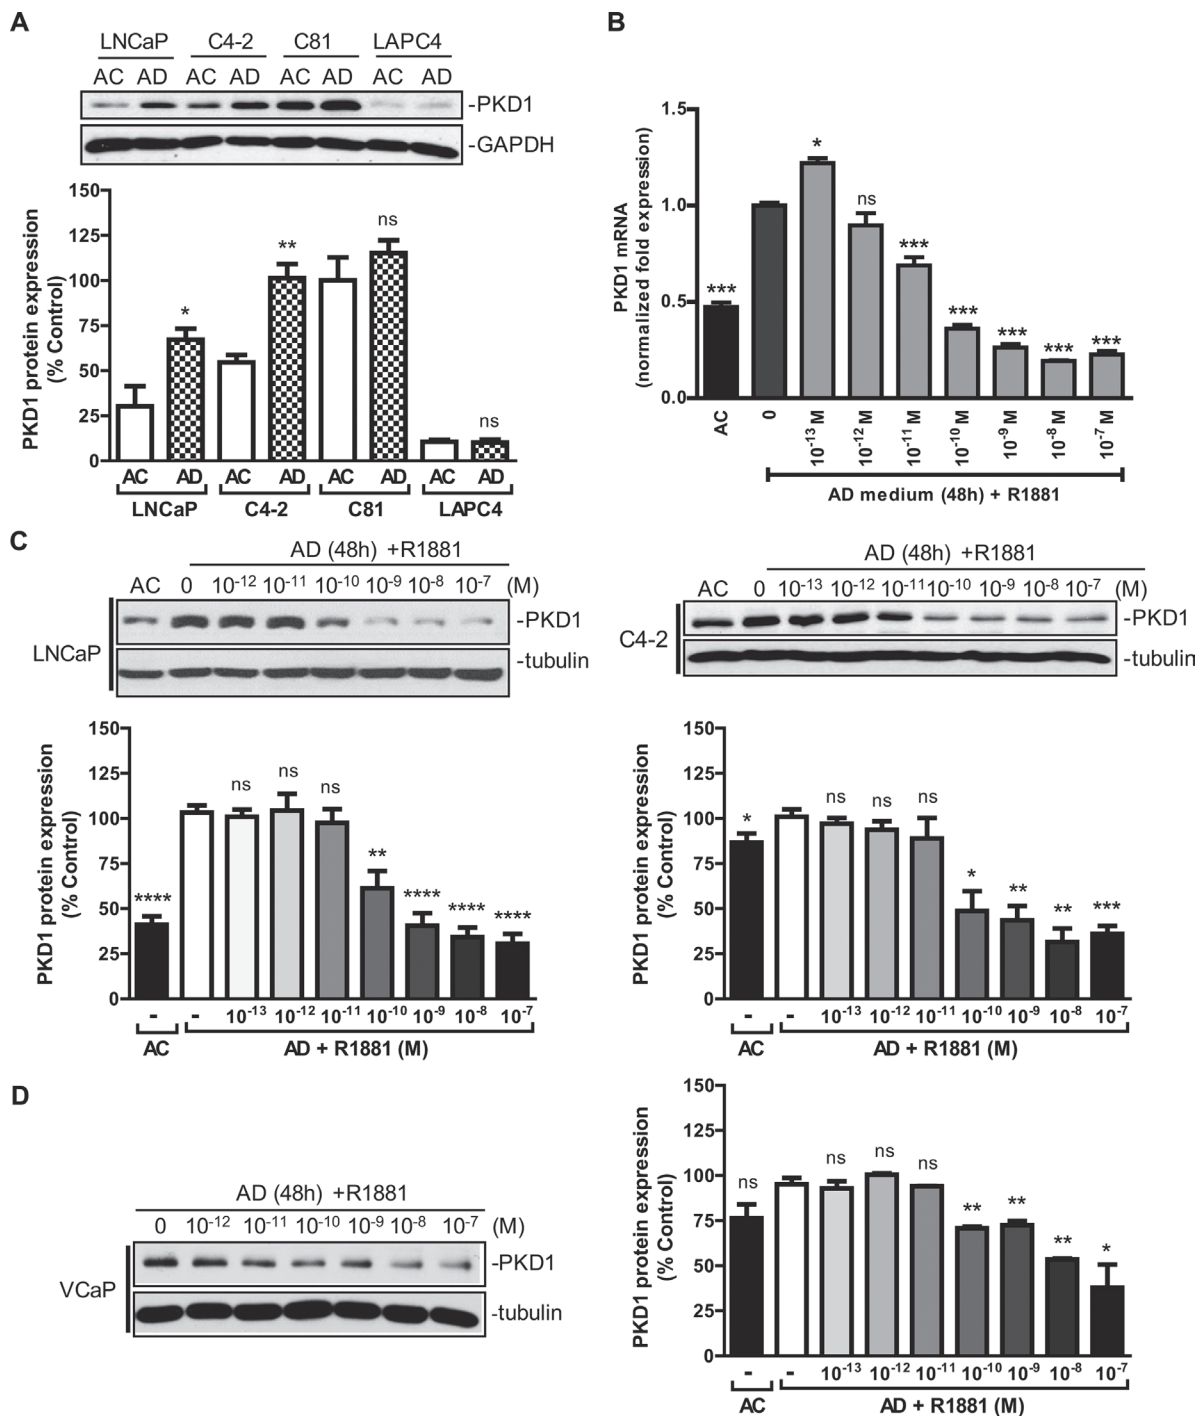 A
LNCaP C4-2 C81 LAPC4
AC AD AC AD AC AD AC AD
-PKD1
-GAPDH
PKD1 protein expression
(% Control)
150
125
100
75
50
25
0
* ** ns ns
AC AD AC AD AC AD AC AD
LNCaP C4-2 C81 LAPC4
B
PKD1 mRNA
(normalized fold expression)
1.5
1.0
0.5
0.0
*** * ns *** *** *** *** ***
AC 0 10⁻¹³ M 10⁻¹² M 10⁻¹¹ M 10⁻¹⁰ M 10⁻⁹ M 10⁻⁸ M 10⁻⁷ M
AD medium (48h) + R1881
C
AD (48h) +R1881
AC 0 10⁻¹² 10⁻¹¹ 10⁻¹⁰ 10⁻⁹ 10⁻⁸ 10⁻⁷ (M)
LNCaP
-PKD1
-tubulin
PKD1 protein expression
(% Control)
150
125
100
75
50
25
0
**** ns ns ns ** **** **** ****
- - 10⁻¹³ 10⁻¹² 10⁻¹¹ 10⁻¹⁰ 10⁻⁹ 10⁻⁸ 10⁻⁷
AC AD + R1881 (M)
AD (48h) +R1881
AC 0 10⁻¹³ 10⁻¹² 10⁻¹¹ 10⁻¹⁰ 10⁻⁹ 10⁻⁸ 10⁻⁷ (M)
C4-2
-PKD1
-tubulin
PKD1 protein expression
(% Control)
150
125
100
75
50
25
0
* ns ns ns * ** ** ***
- - 10⁻¹³ 10⁻¹² 10⁻¹¹ 10⁻¹⁰ 10⁻⁹ 10⁻⁸ 10⁻⁷
AC AD + R1881 (M)
D
AD (48h) +R1881
0 10⁻¹² 10⁻¹¹ 10⁻¹⁰ 10⁻⁹ 10⁻⁸ 10⁻⁷ (M)
VCaP
-PKD1
-tubulin
PKD1 protein expression
(% Control)
150
125
100
75
50
25
0
ns ns ns ns ** ** ** *
- - 10⁻¹³ 10⁻¹² 10⁻¹¹ 10⁻¹⁰ 10⁻⁹ 10⁻⁸ 10⁻⁷
AC AD + R1881 (M)